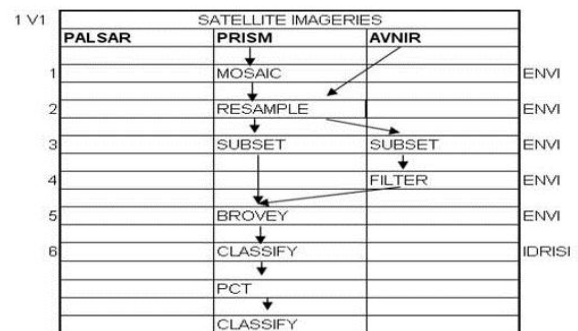 1 V1 SATELLITE IMAGERIES
PALSAR PRISM AVNIR
1 MOSAIC ENVI
2 RESAMPLE ENVI
3 SUBSET SUBSET ENVI
4 FILTER ENVI
5 BROVEY ENVI
6 CLASSIFY IDRISI
PCT
CLASSIFY